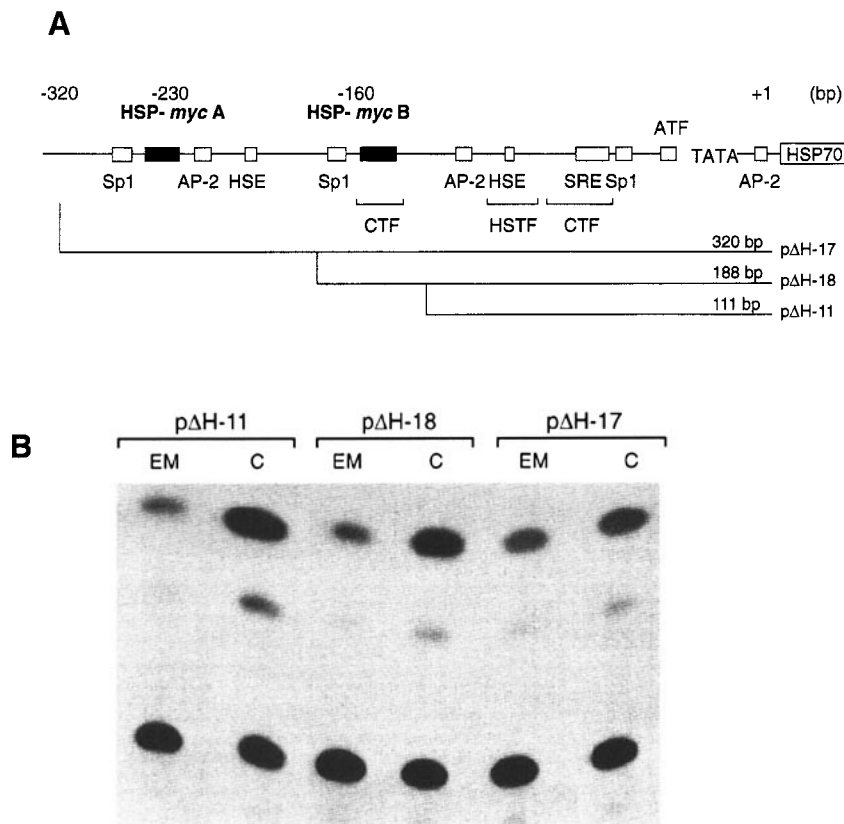 A
-320 -230 -160 +1 (bp)
HSP- myc A HSP- myc B
ATF
TATA HSP70
Sp1 AP-2 HSE Sp1 AP-2 HSE SRE Sp1 AP-2
CTF HSTF CTF
320 bp pΔH-17
188 bp pΔH-18
111 bp pΔH-11
B
pΔH-11 pΔH-18 pΔH-17
EM C EM C EM C